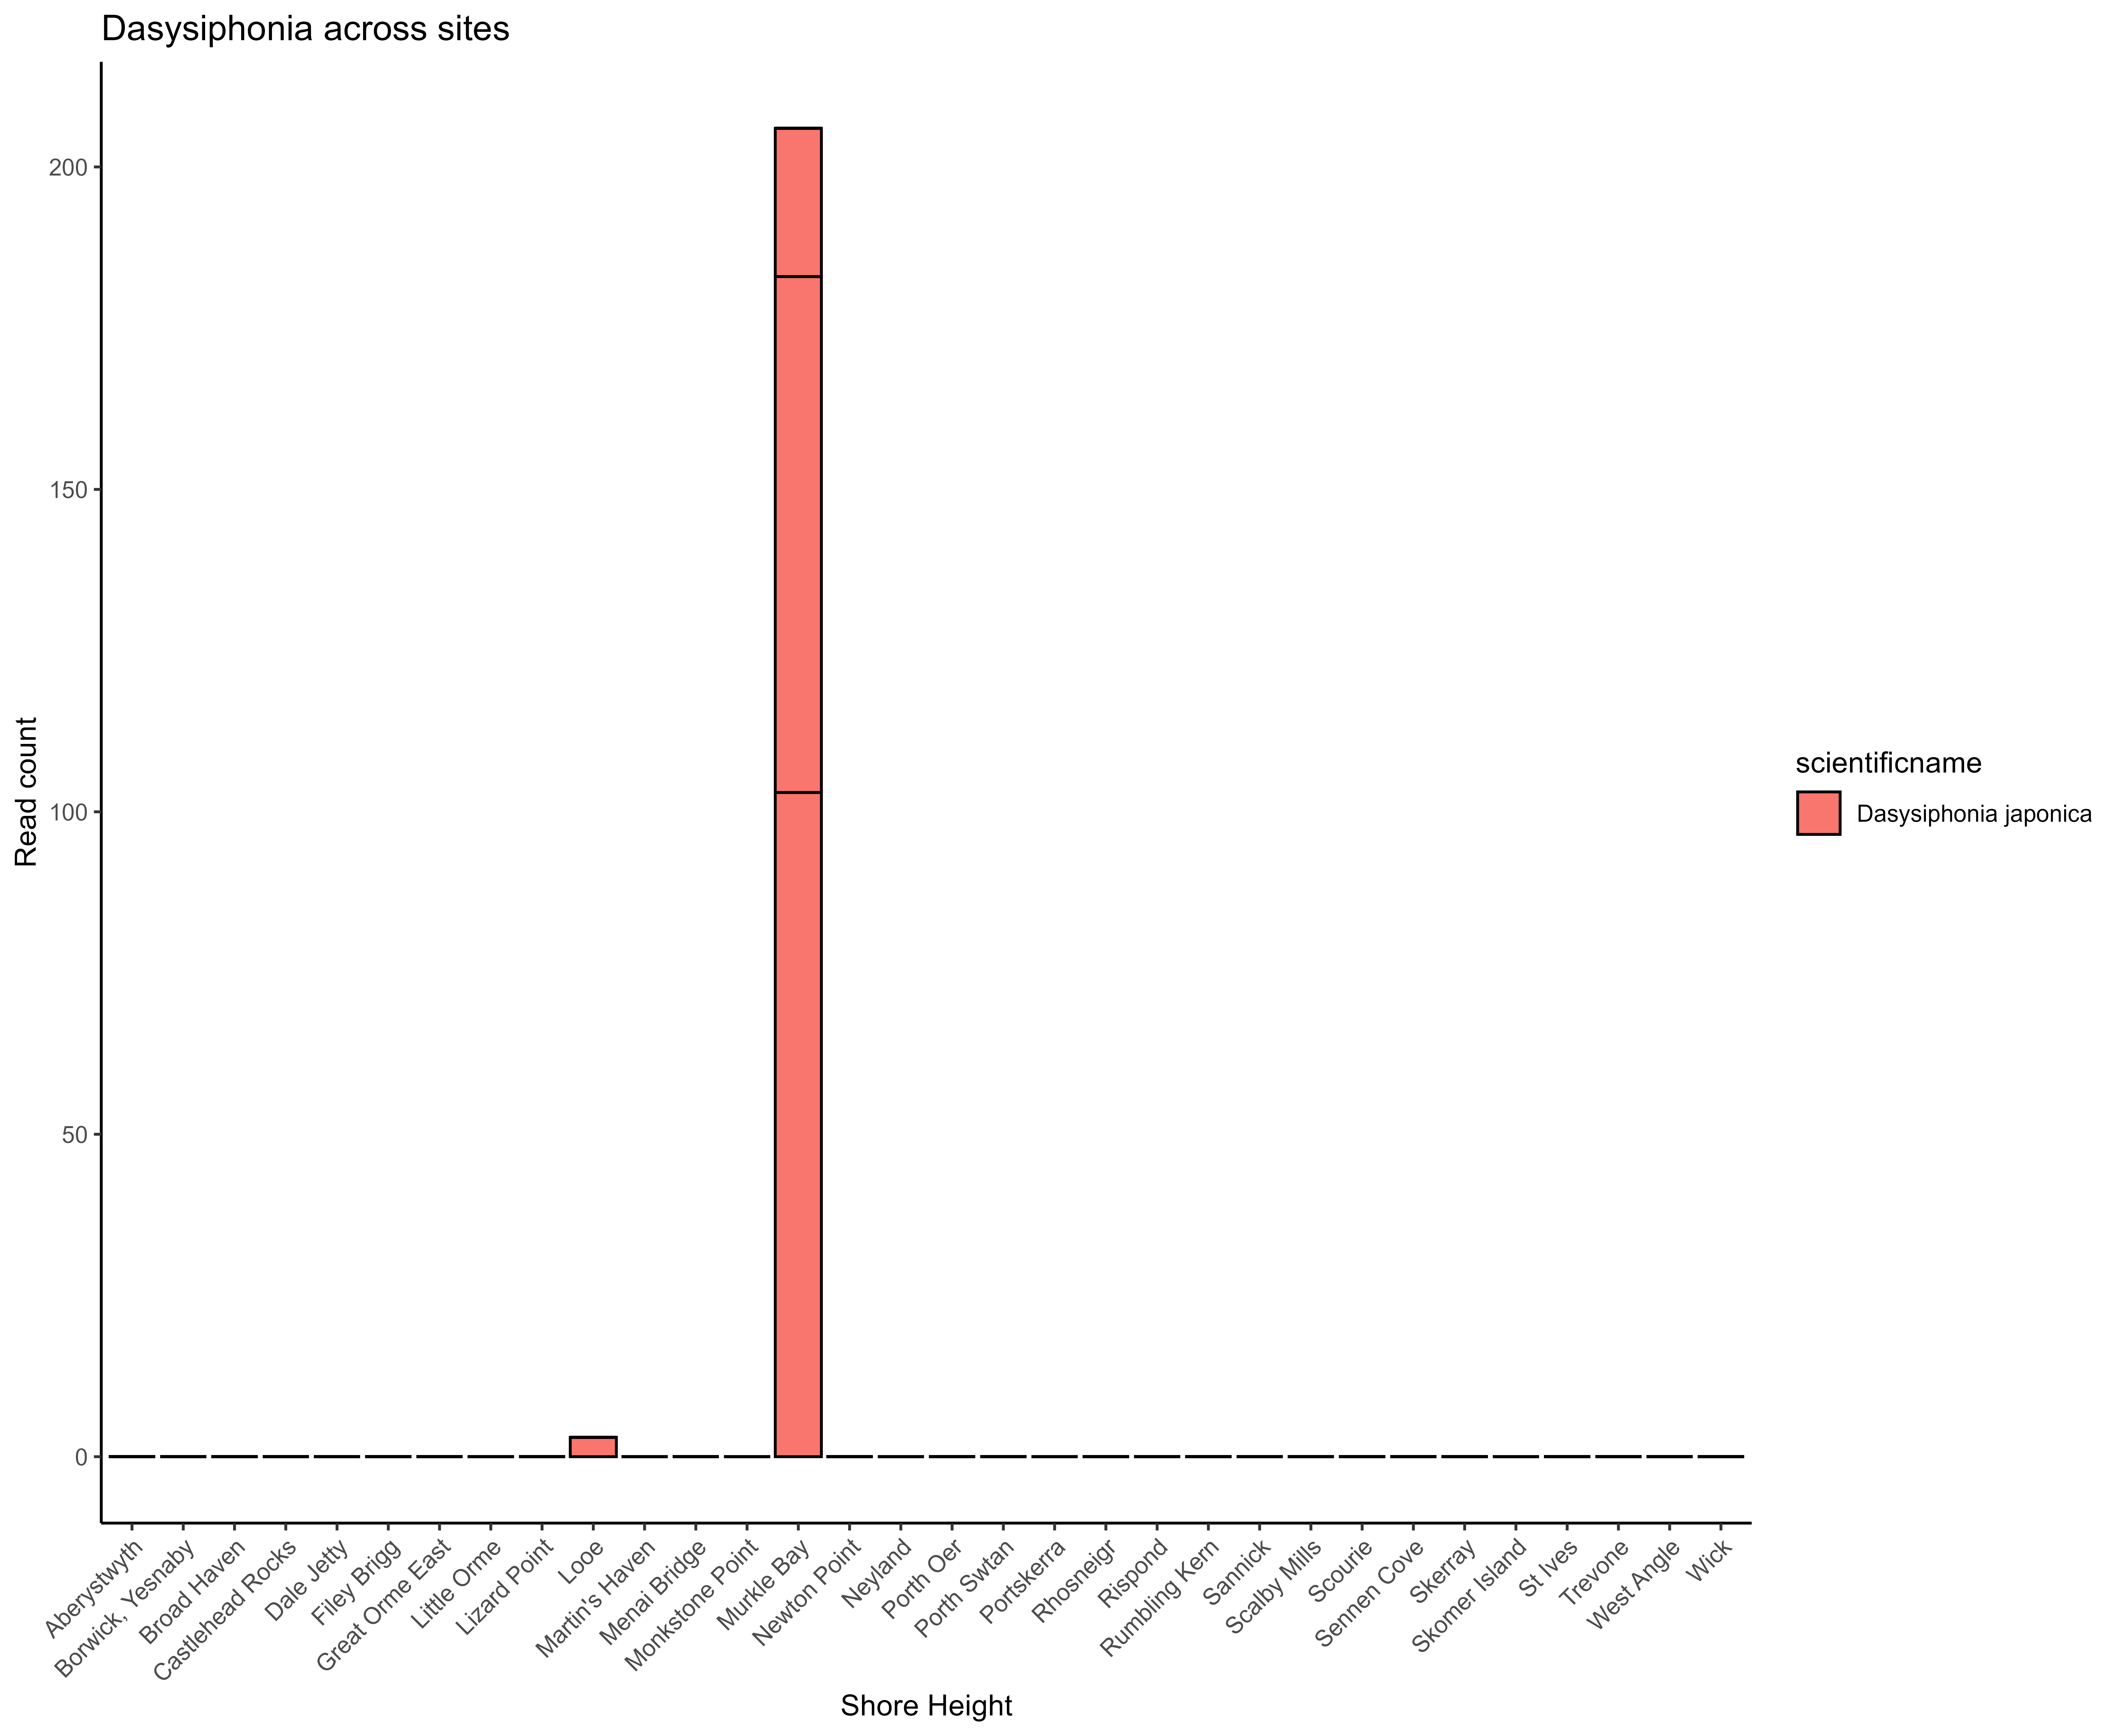 Dasysiphonia across sites
200
150
100
50
0
Read count
Aberystwyth
Borwick, Yesnaby
Broad Haven
Castlehead Rocks
Dale Jetty
Filey Brigg
Great Orme East
Little Orme
Lizard Point
Looe
Martin's Haven
Menai Bridge
Monkstone Point
Murkle Bay
Newton Point
Neyland
Porth Oer
Porth Swtan
Portskerra
Rhosneigr
Rispond
Rumbling Kern
Sannick
Scalby Mills
Scourie
Sennen Cove
Skerray
Skomer Island
St Ives
Trevone
West Angle
Wick
Shore Height
scientificname
Dasysiphonia japonica